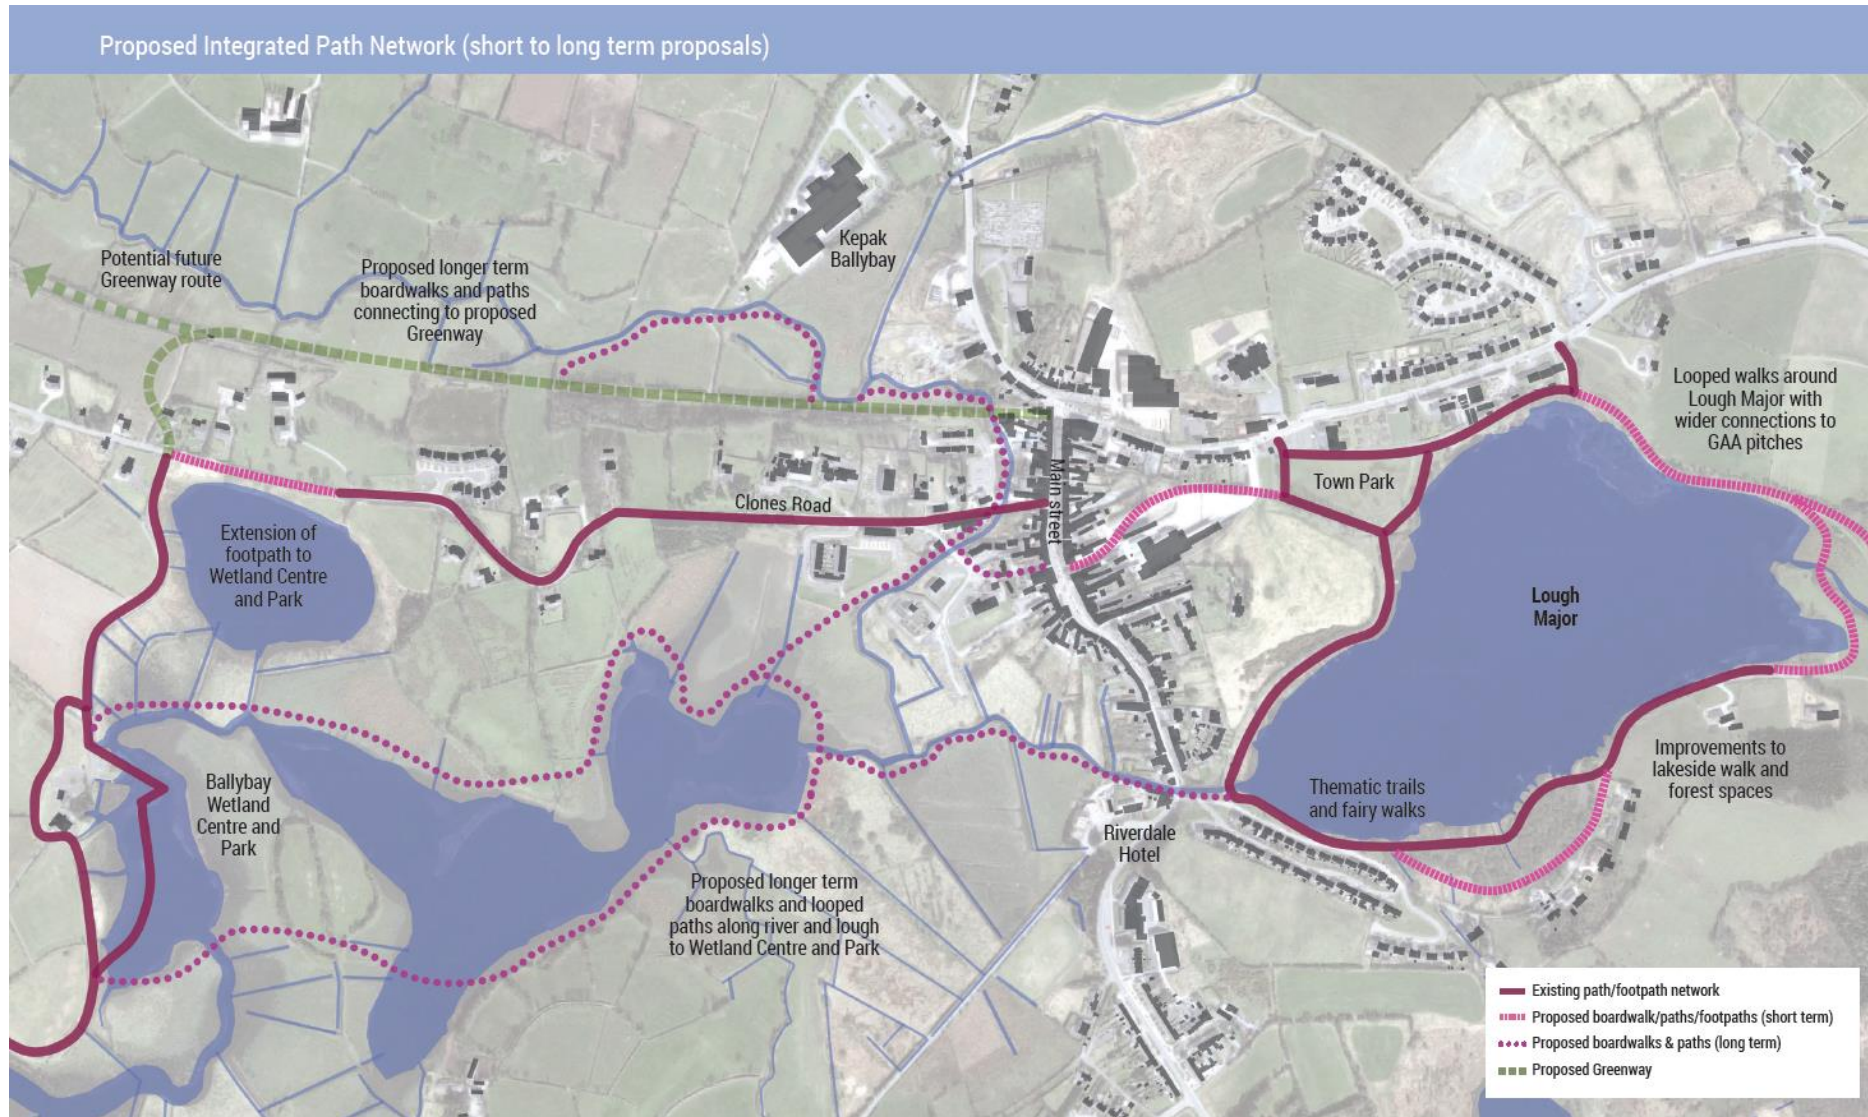 Proposed Integrated Path Network (short to long term proposals)
Potential future
Greenway route
Proposed longer term
boardwalks and paths
connecting to proposed
Greenway
Kepak
Ballybay
Looped walks around
Lough Major with
wider connections to
GAA pitches
Main street
Town Park
Clones Road
Extension of
footpath to
Wetland Centre
and Park
Lough
Major
Ballybay
Wetland
Centre and
Park
Improvements to
lakeside walk and
forest spaces
Thematic trails
and fairy walks
Riverdale
Hotel
Proposed longer term
boardwalks and looped
paths along river and lough
to Wetland Centre and Park
Existing path/footpath network
Proposed boardwalk/paths/footpaths (short term)
Proposed boardwalks & paths (long term)
Proposed Greenway